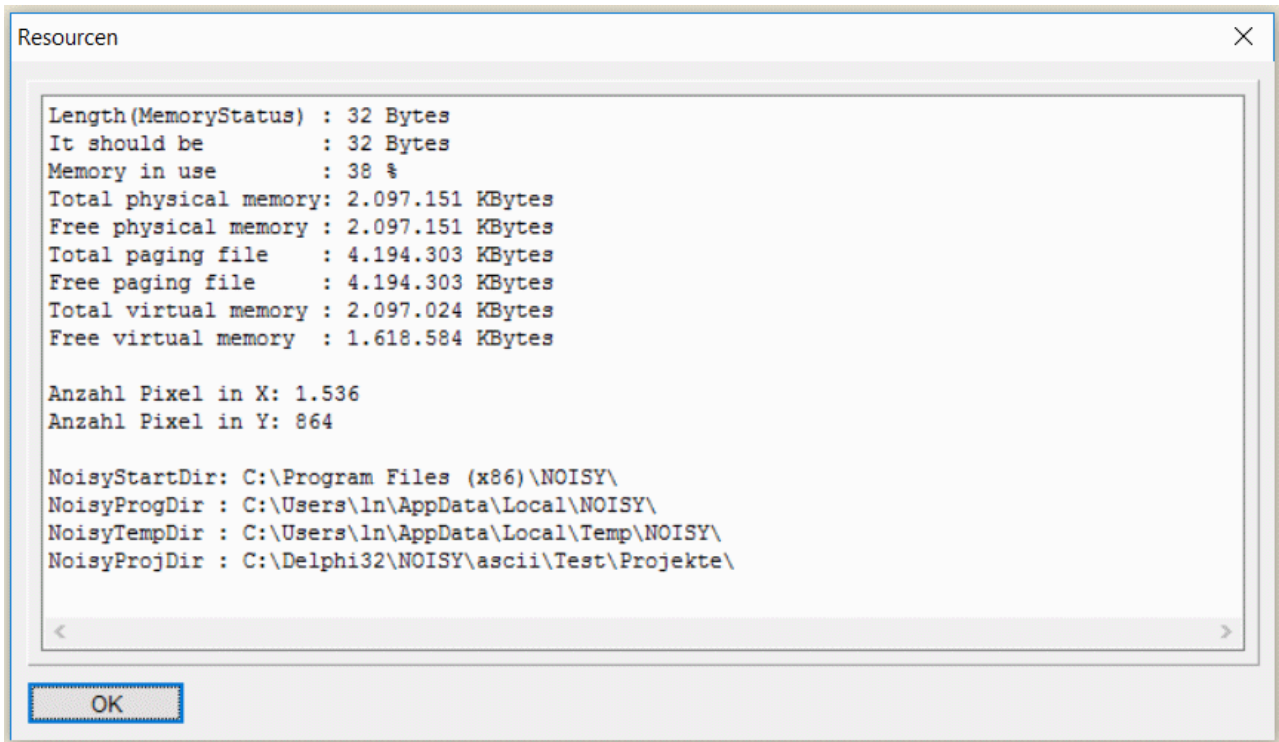 Resourcen
Length(MemoryStatus) : 32 Bytes
It should be         : 32 Bytes
Memory in use        : 38 %
Total physical memory: 2.097.151 KBytes
Free physical memory : 2.097.151 KBytes
Total paging file    : 4.194.303 KBytes
Free paging file     : 4.194.303 KBytes
Total virtual memory : 2.097.024 KBytes
Free virtual memory  : 1.618.584 KBytes
Anzahl Pixel in X: 1.536
Anzahl Pixel in Y: 864
NoisyStartDir: C:\Program Files (x86)\NOISY\
NoisyProgDir : C:\Users\ln\AppData\Local\NOISY\
NoisyTempDir : C:\Users\ln\AppData\Local\Temp\NOISY\
NoisyProjDir : C:\Delphi32\NOISY\ascii\Test\Projekte\
OK